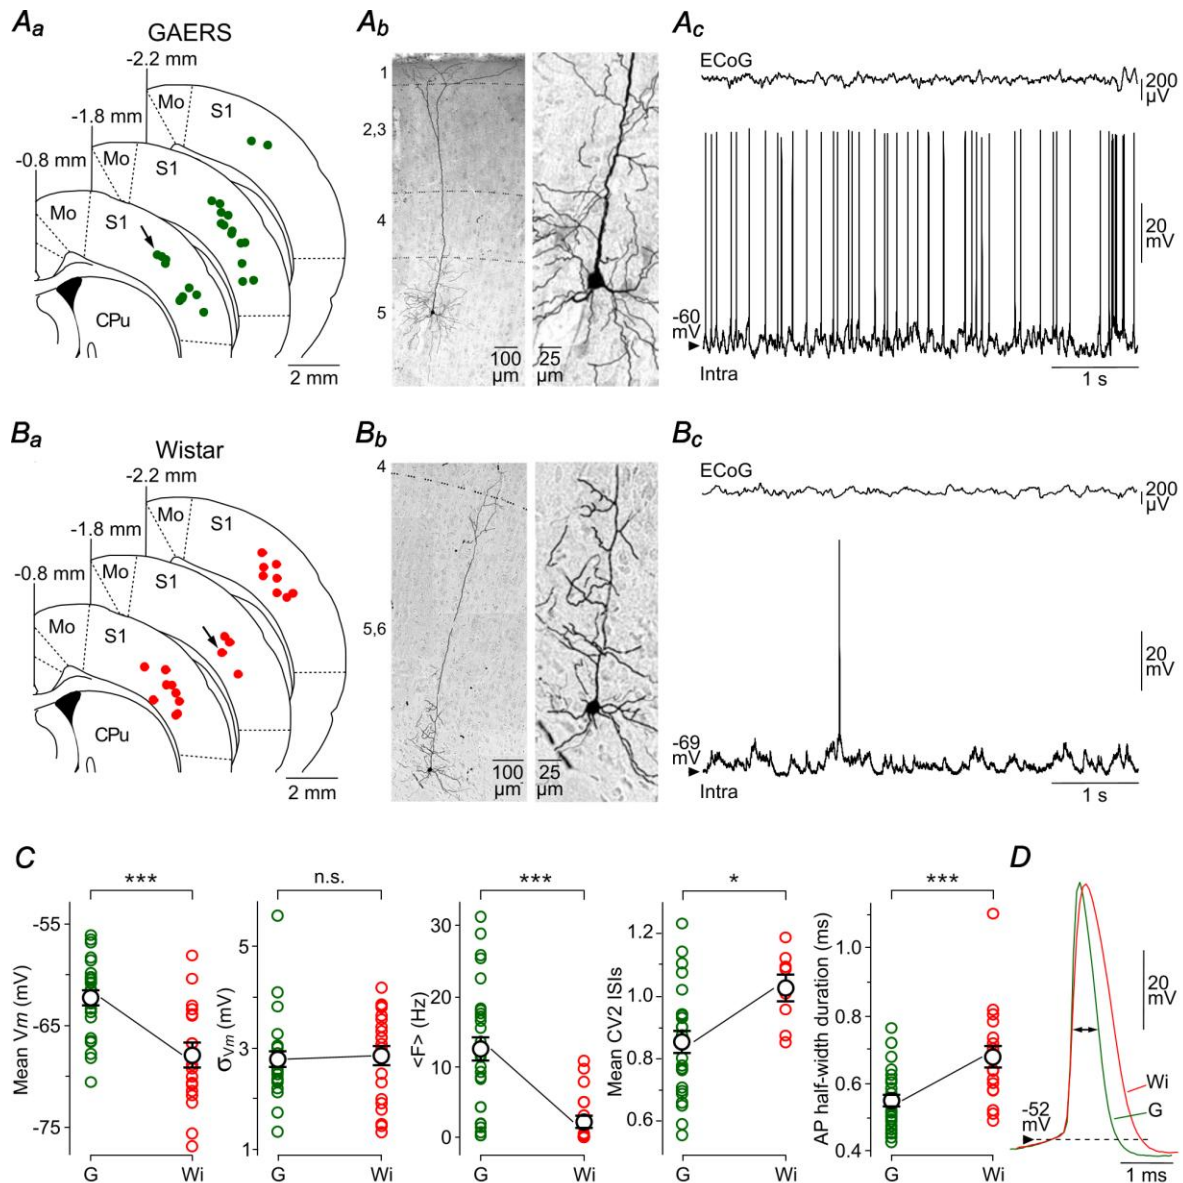 Aa
GAERS
-2.2 mm
Mo
S1
-1.8 mm
Mo
S1
-0.8 mm
Mo
S1
CPu
2 mm
Ab
1
2,3
4
5
100
µm
25
µm
Ac
ECoG
200
µV
20
mV
-60
mV
Intra
1 s
Ba
Wistar
-2.2 mm
Mo
S1
-1.8 mm
Mo
S1
-0.8 mm
Mo
S1
CPu
2 mm
Bb
4
5,6
100
µm
25
µm
Bc
ECoG
200
µV
20
mV
-69
mV
Intra
1 s
C
***
Mean Vm (mV)
-55
-65
-75
G Wi
n.s.
σVm (mV)
5
3
1
G Wi
***
<F> (Hz)
30
20
10
0
G Wi
*
Mean CV2 ISIs
1.2
1.0
0.8
0.6
G Wi
***
AP half-width duration (ms)
1.0
0.8
0.6
0.4
G Wi
D
20
mV
Wi
G
-52
mV
1 ms